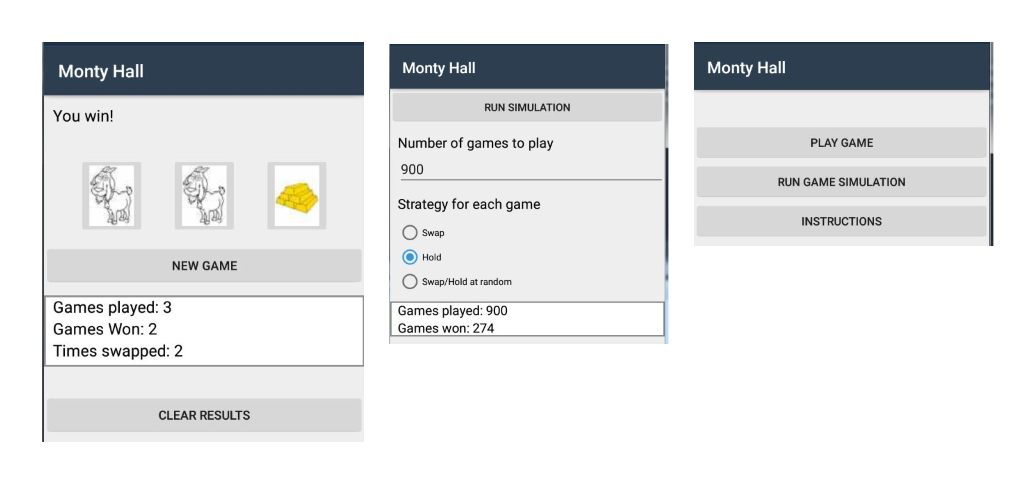 Monty Hall
You win!
NEW GAME
Games played: 3
Games Won: 2
Times swapped: 2
CLEAR RESULTS
Monty Hall
RUN SIMULATION
Number of games to play
900
Strategy for each game
Swap
Hold
Swap/Hold at random
Games played: 900
Games won: 274
Monty Hall
PLAY GAME
RUN GAME SIMULATION
INSTRUCTIONS